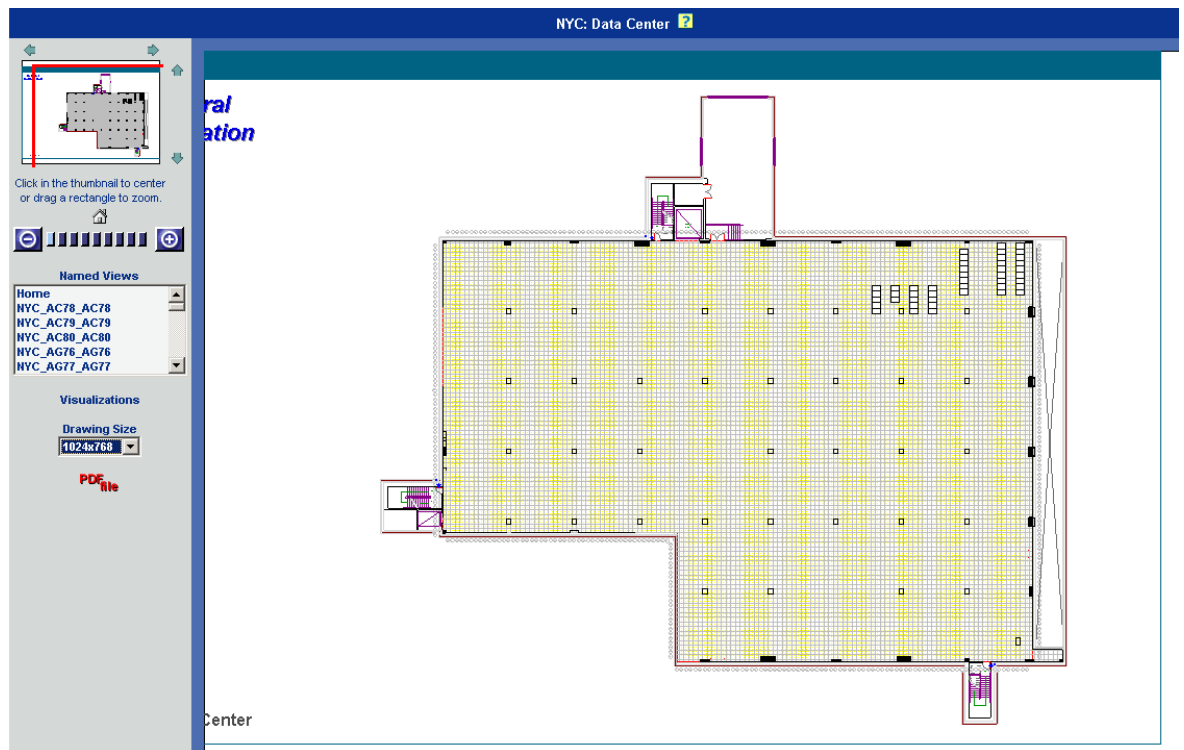 NYC: Data Center ?
ral
ation
Click in the thumbnail to center
or drag a rectangle to zoom.
Named Views
Home
NYC_AC78_AC78
NYC_AC79_AC79
NYC_AC80_AC80
NYC_AG76_AG76
NYC_AG77_AG77
Visualizations
Drawing Size
1024x768
PDF
file
Center